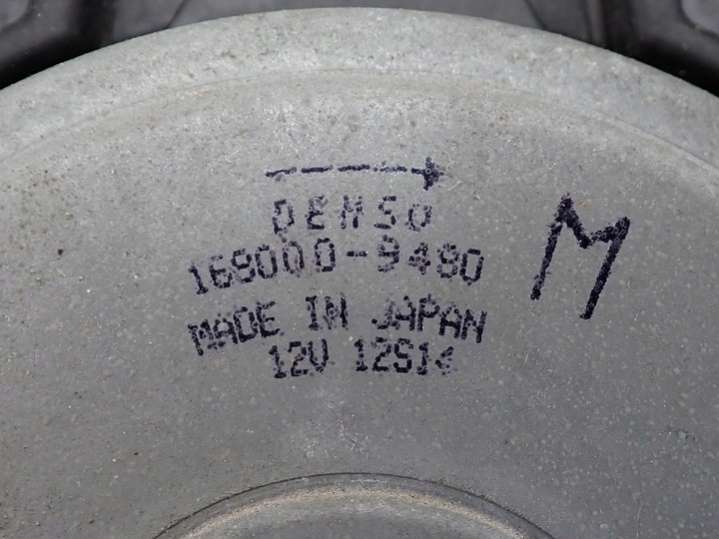 DENSO
168000-9480
M
MADE IN JAPAN
12V 12S14